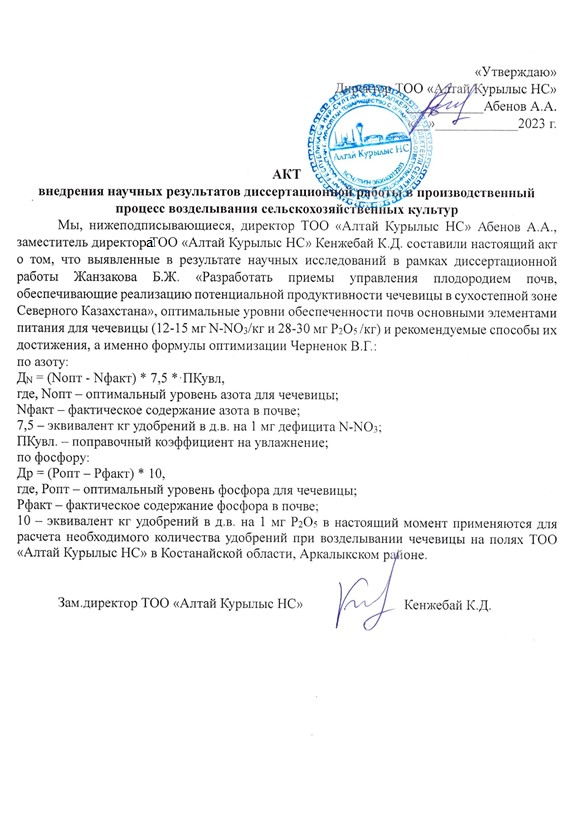 «Утверждаю»
Директор ТОО «Алтай Курылыс НС»
____________Абенов А.А.
« »____________2023 г.
Алтай Курылыс НС
АКТ
внедрения научных результатов диссертационной работы в производственный
процесс возделывания сельскохозяйственных культур
Мы, нижеподписывающиеся, директор ТОО «Алтай Курылыс НС» Абенов А.А.,
заместитель директора ТОО «Алтай Курылыс НС» Кенжебай К.Д. составили настоящий акт
о том, что выявленные в результате научных исследований в рамках диссертационной
работы Жанзакова Б.Ж. «Разработать приемы управления плодородием почв,
обеспечивающие реализацию потенциальной продуктивности чечевицы в сухостепной зоне
Северного Казахстана», оптимальные уровни обеспеченности почв основными элементами
питания для чечевицы (12-15 мг N-NO₃/кг и 28-30 мг P₂O₅ /кг) и рекомендуемые способы их
достижения, а именно формулы оптимизации Черненок В.Г.:
по азоту:
Д_N = (Nопт - Nфакт) * 7,5 * ПКувл,
где, Nопт – оптимальный уровень азота для чечевицы;
Nфакт – фактическое содержание азота в почве;
7,5 – эквивалент кг удобрений в д.в. на 1 мг дефицита N-NO₃;
ПКувл. – поправочный коэффициент на увлажнение;
по фосфору:
Др = (Ропт – Рфакт) * 10,
где, Ропт – оптимальный уровень фосфора для чечевицы;
Рфакт – фактическое содержание фосфора в почве;
10 – эквивалент кг удобрений в д.в. на 1 мг P₂O₅ в настоящий момент применяются для
расчета необходимого количества удобрений при возделывании чечевицы на полях ТОО
«Алтай Курылыс НС» в Костанайской области, Аркалыкском районе.
Зам.директор ТОО «Алтай Курылыс НС» Кенжебай К.Д.